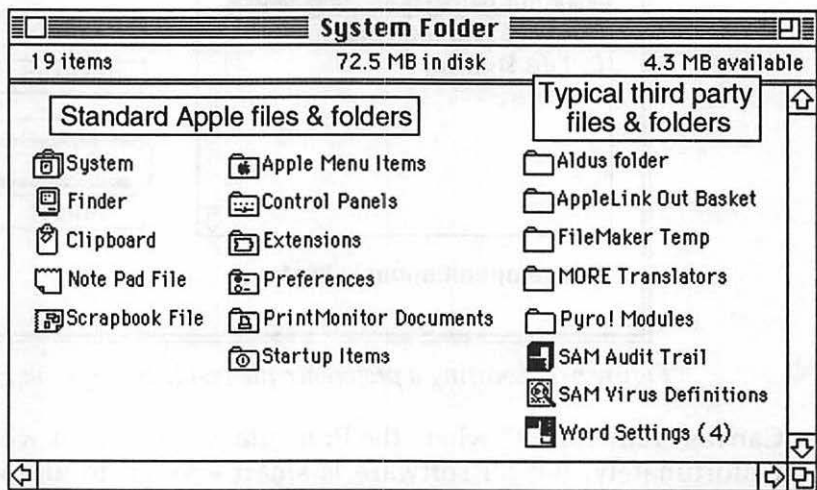 System Folder
19 items 72.5 MB in disk 4.3 MB available
Standard Apple files & folders
System
Finder
Clipboard
Note Pad File
Scrapbook File
Apple Menu Items
Control Panels
Extensions
Preferences
PrintMonitor Documents
Startup Items
Typical third party
files & folders
Aldus folder
AppleLink Out Basket
FileMaker Temp
MORE Translators
Pyro! Modules
SAM Audit Trail
SAM Virus Definitions
Word Settings (4)